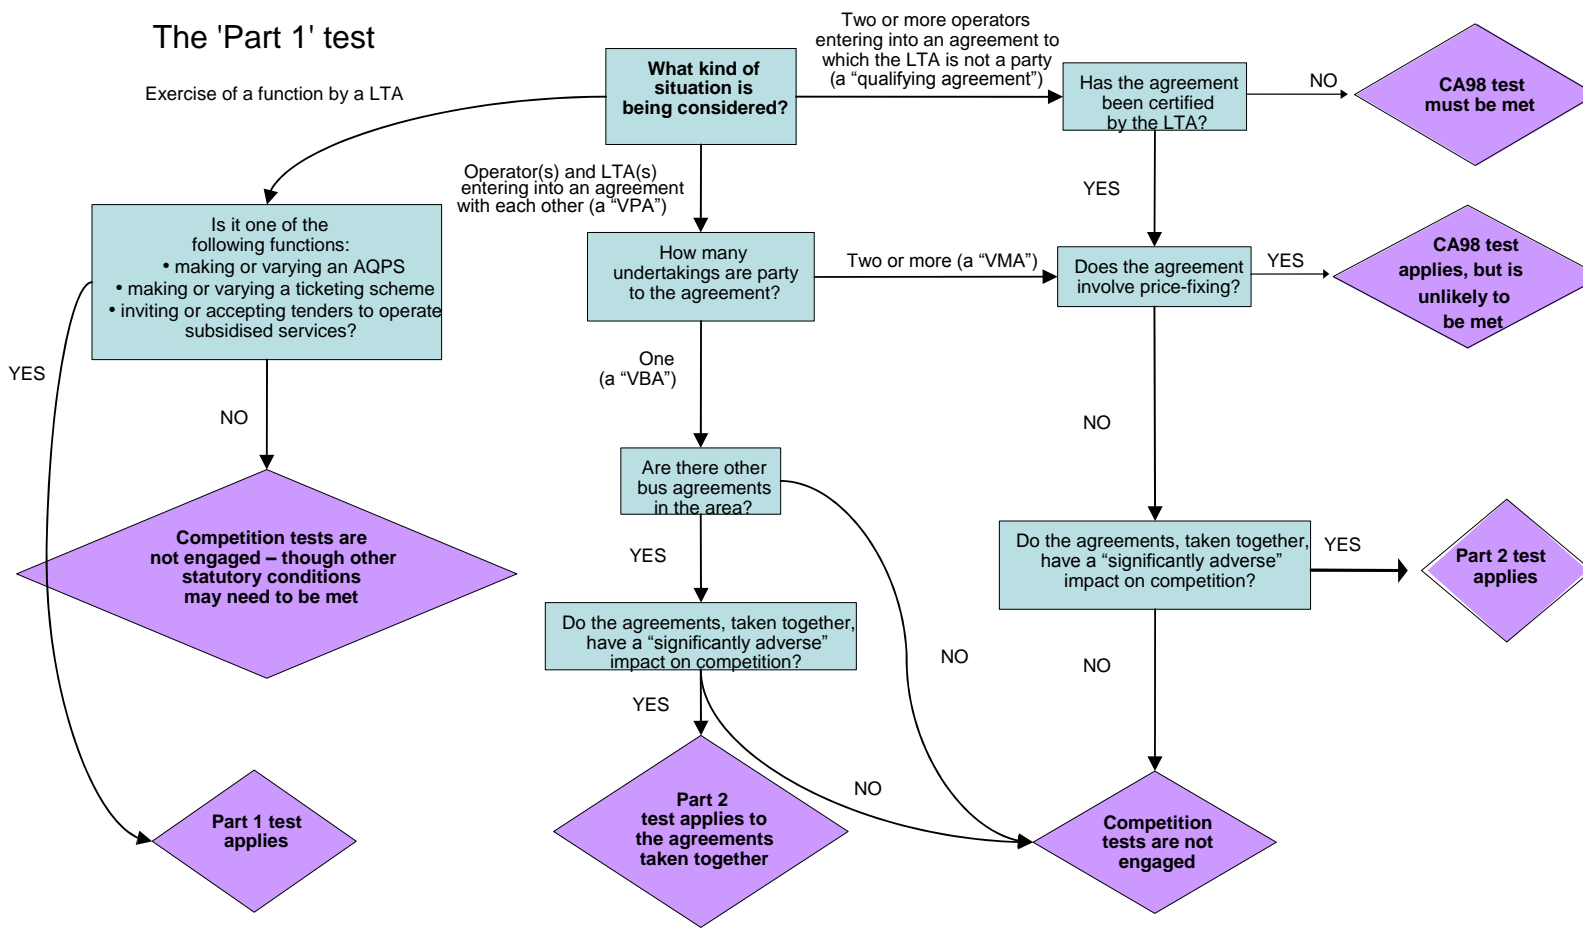 The 'Part 1' test
Exercise of a function by a LTA
What kind of
situation is
being considered?
Two or more operators
entering into an agreement to
which the LTA is not a party
(a “qualifying agreement”)
Has the agreement
been certified
by the LTA?
NO
CA98 test
must be met
Operator(s) and LTA(s)
entering into an agreement
with each other (a “VPA”)
YES
Is it one of the
following functions:
• making or varying an AQPS
• making or varying a ticketing scheme
• inviting or accepting tenders to operate
subsidised services?
How many
undertakings are party
to the agreement?
Two or more (a “VMA”)
Does the agreement
involve price-fixing?
YES
CA98 test
applies, but is
unlikely to
be met
YES
NO
One
(a “VBA”)
NO
Are there other
bus agreements
in the area?
Competition tests are
not engaged – though other
statutory conditions
may need to be met
YES
Do the agreements, taken together,
have a “significantly adverse”
impact on competition?
YES
Part 2 test
applies
Do the agreements, taken together,
have a “significantly adverse”
impact on competition?
NO
NO
YES
NO
Part 1 test
applies
Part 2
test applies to
the agreements
taken together
Competition
tests are not
engaged